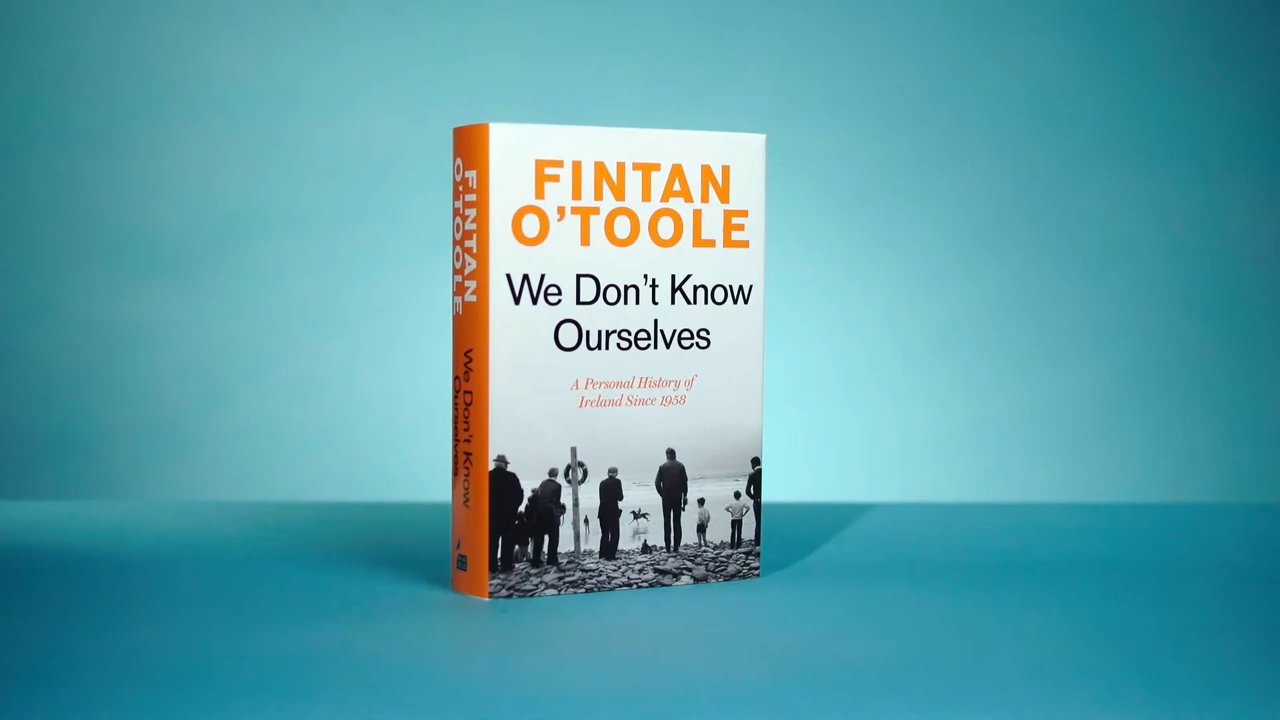 FINTAN
O'TOOLE
We Don't Know
Ourselves
A Personal History of
Ireland Since 1958
FINTAN
O'TOOLE
We Don't Know
Ourselves